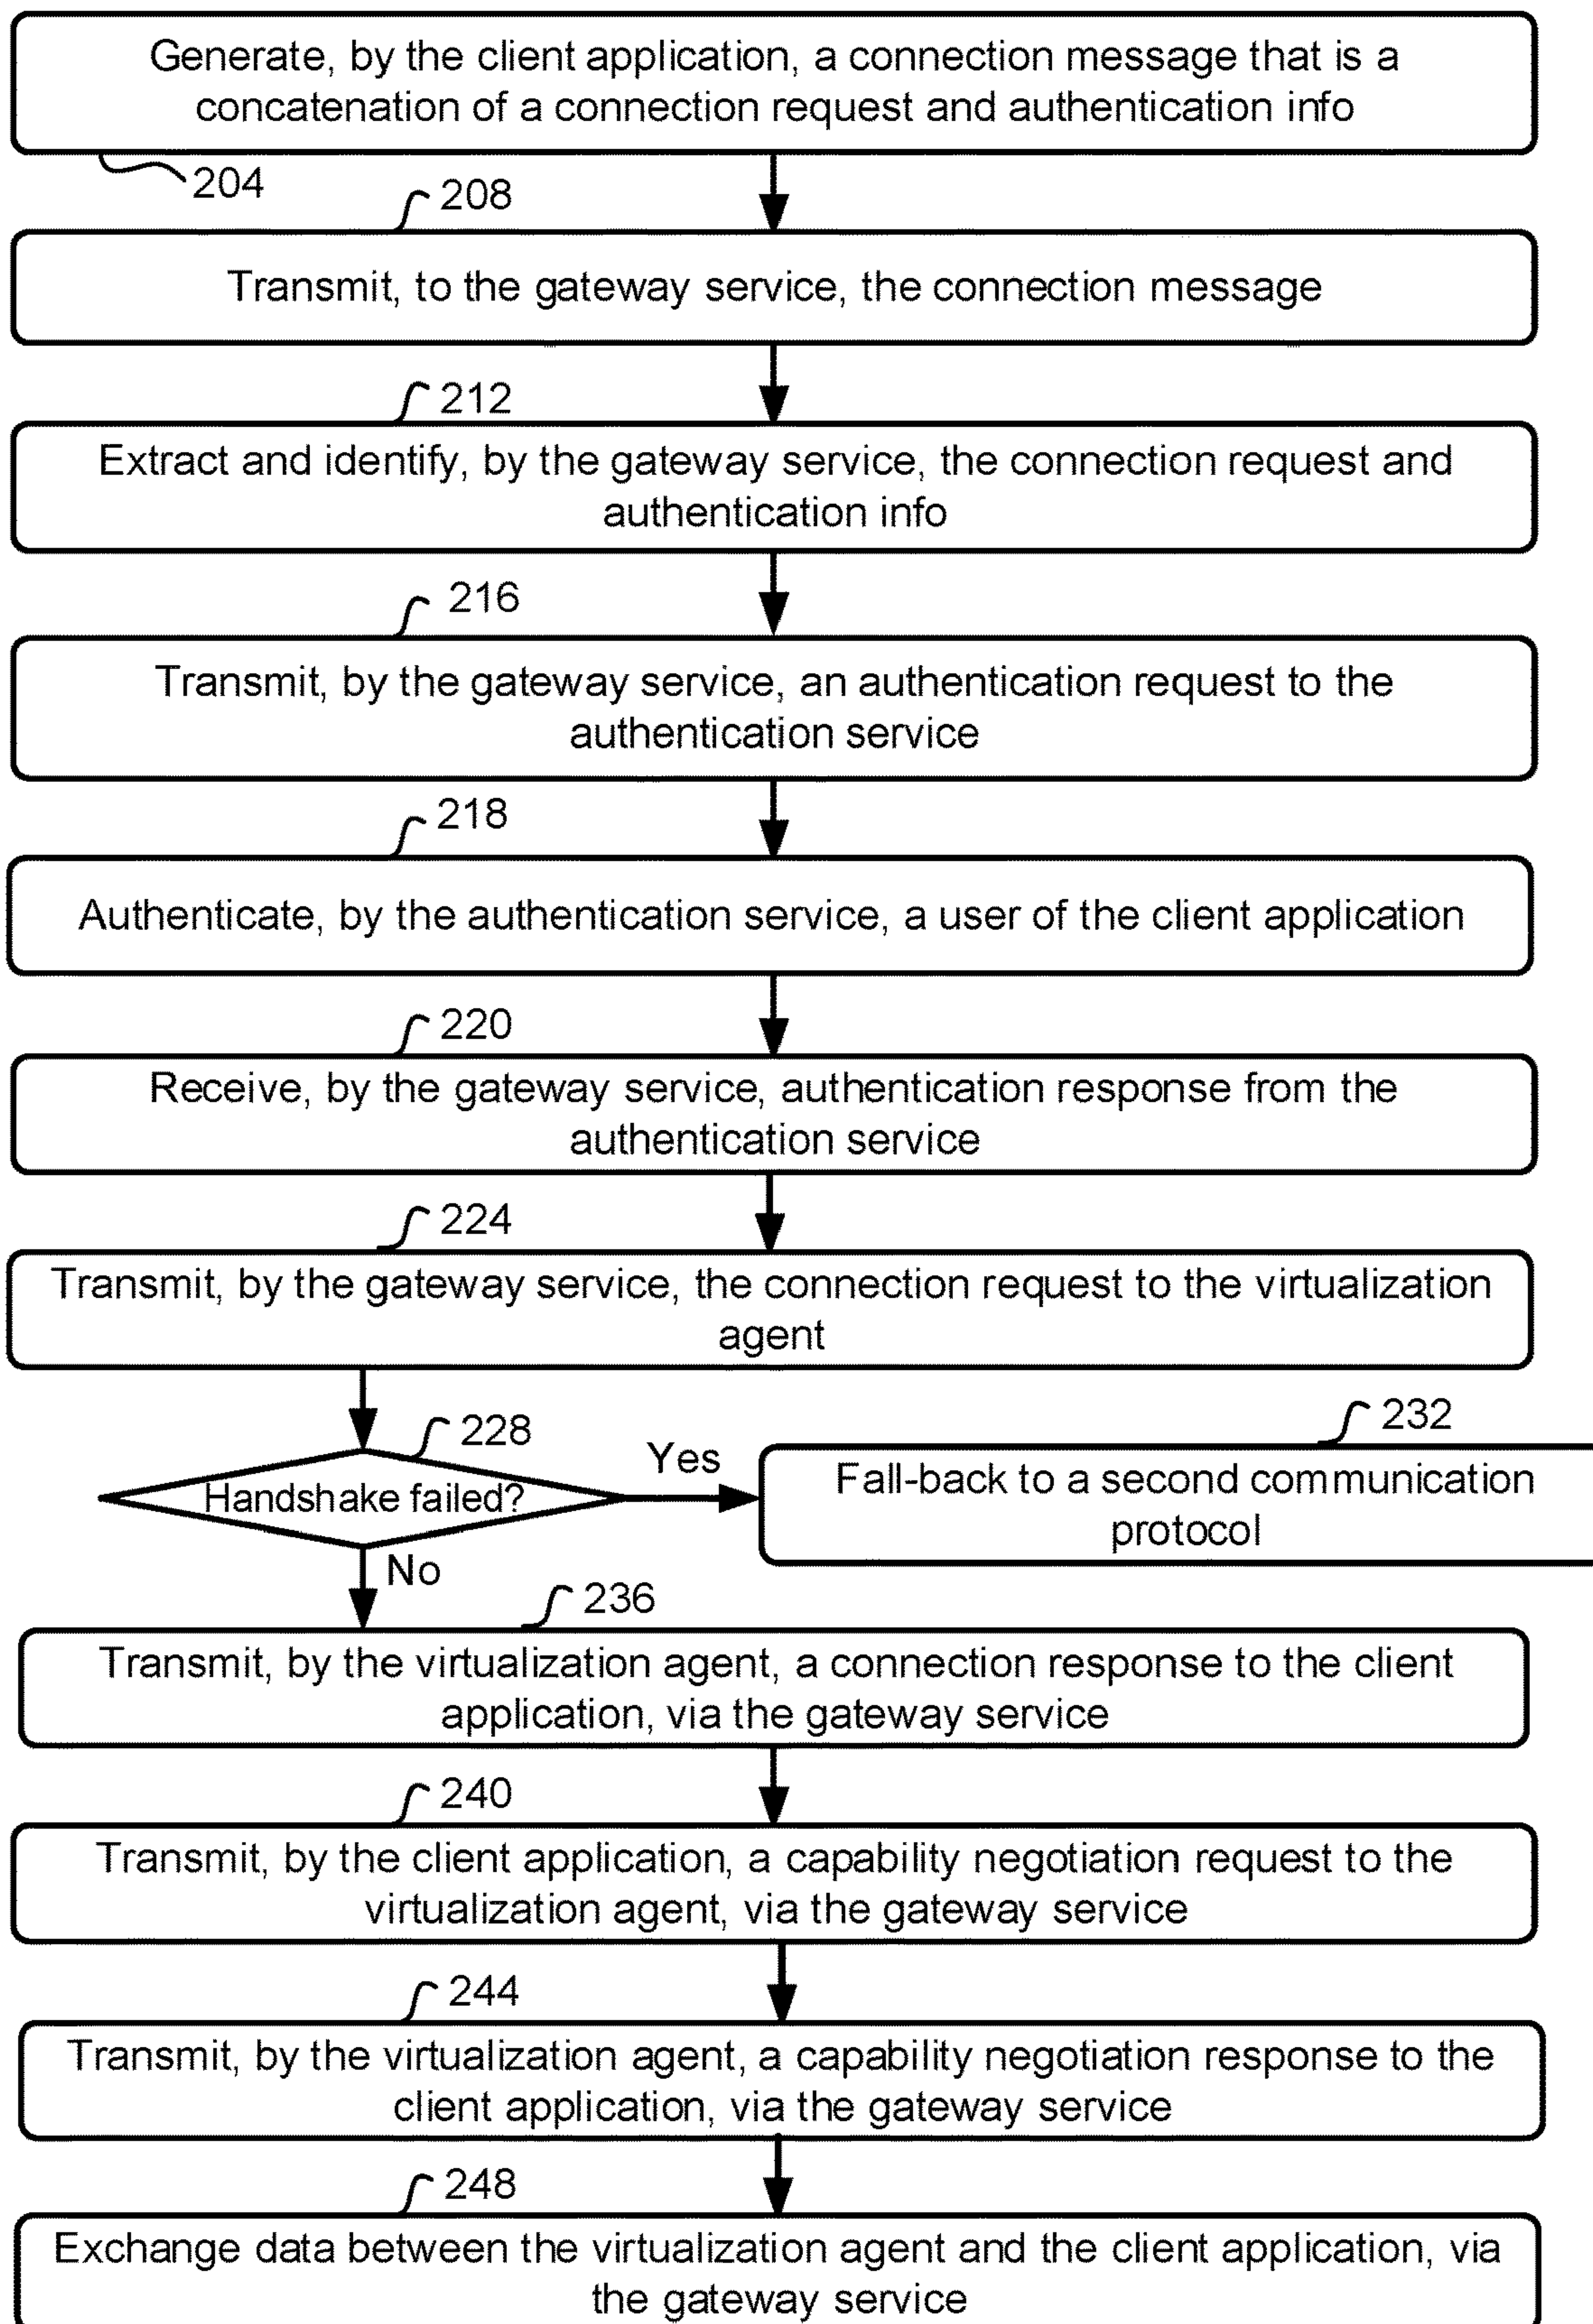 Generate, by the client application, a connection message that is a
concatenation of a connection request and authentication info
204
208
Transmit, to the gateway service, the connection message
212
Extract and identify, by the gateway service, the connection request and
authentication info
216
Transmit, by the gateway service, an authentication request to the
authentication service
218
Authenticate, by the authentication service, a user of the client application
220
Receive, by the gateway service, authentication response from the
authentication service
224
Transmit, by the gateway service, the connection request to the virtualization
agent
228
Handshake failed?
Yes
232
Fall-back to a second communication
protocol
No
236
Transmit, by the virtualization agent, a connection response to the client
application, via the gateway service
240
Transmit, by the client application, a capability negotiation request to the
virtualization agent, via the gateway service
244
Transmit, by the virtualization agent, a capability negotiation response to the
client application, via the gateway service
248
Exchange data between the virtualization agent and the client application, via
the gateway service